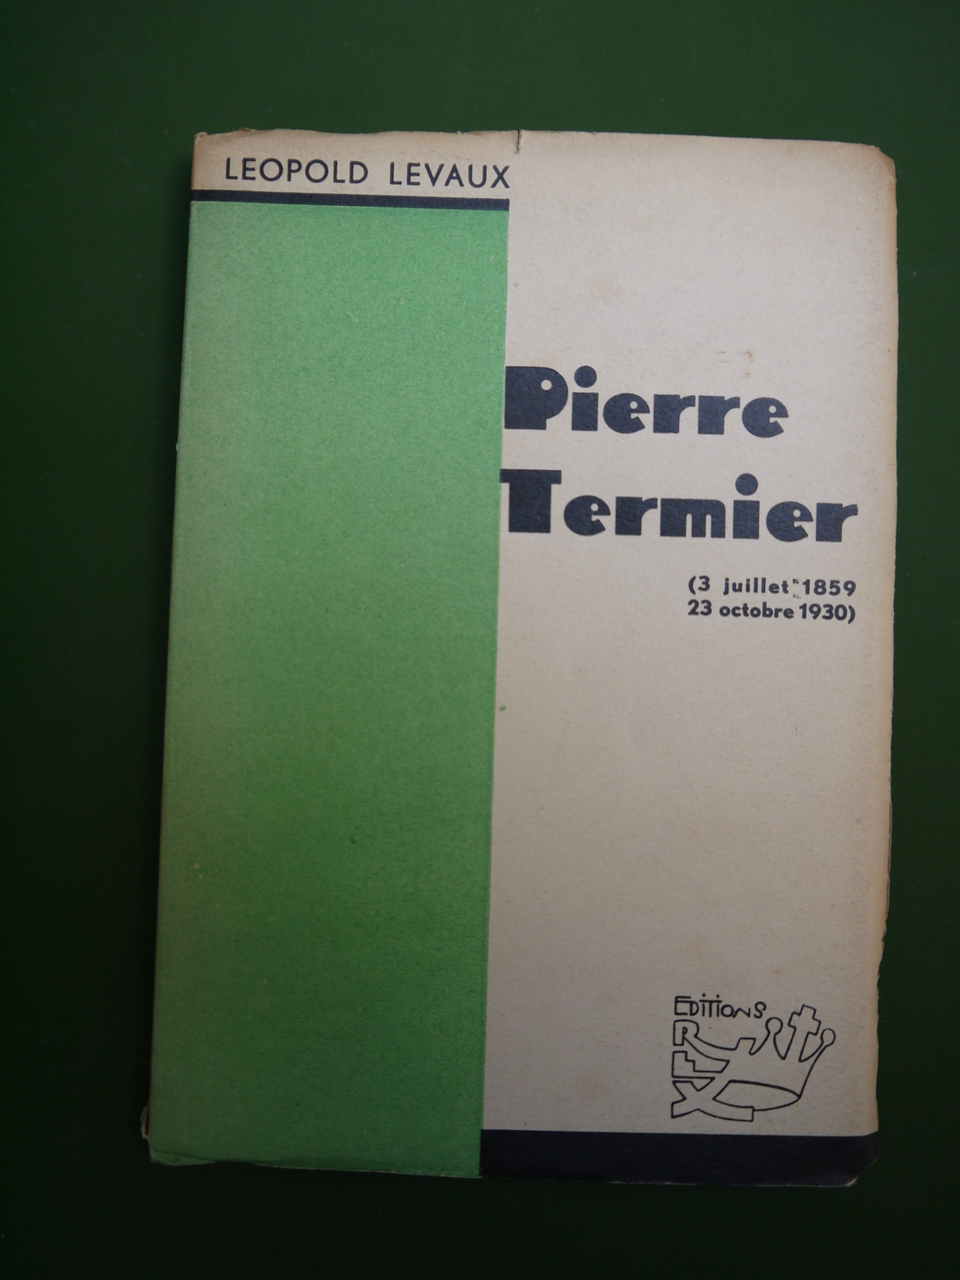 LEOPOLD LEVAUX
Pierre
Termier
(3 juillet 1859
23 octobre 1930)
EDITIONS
REX